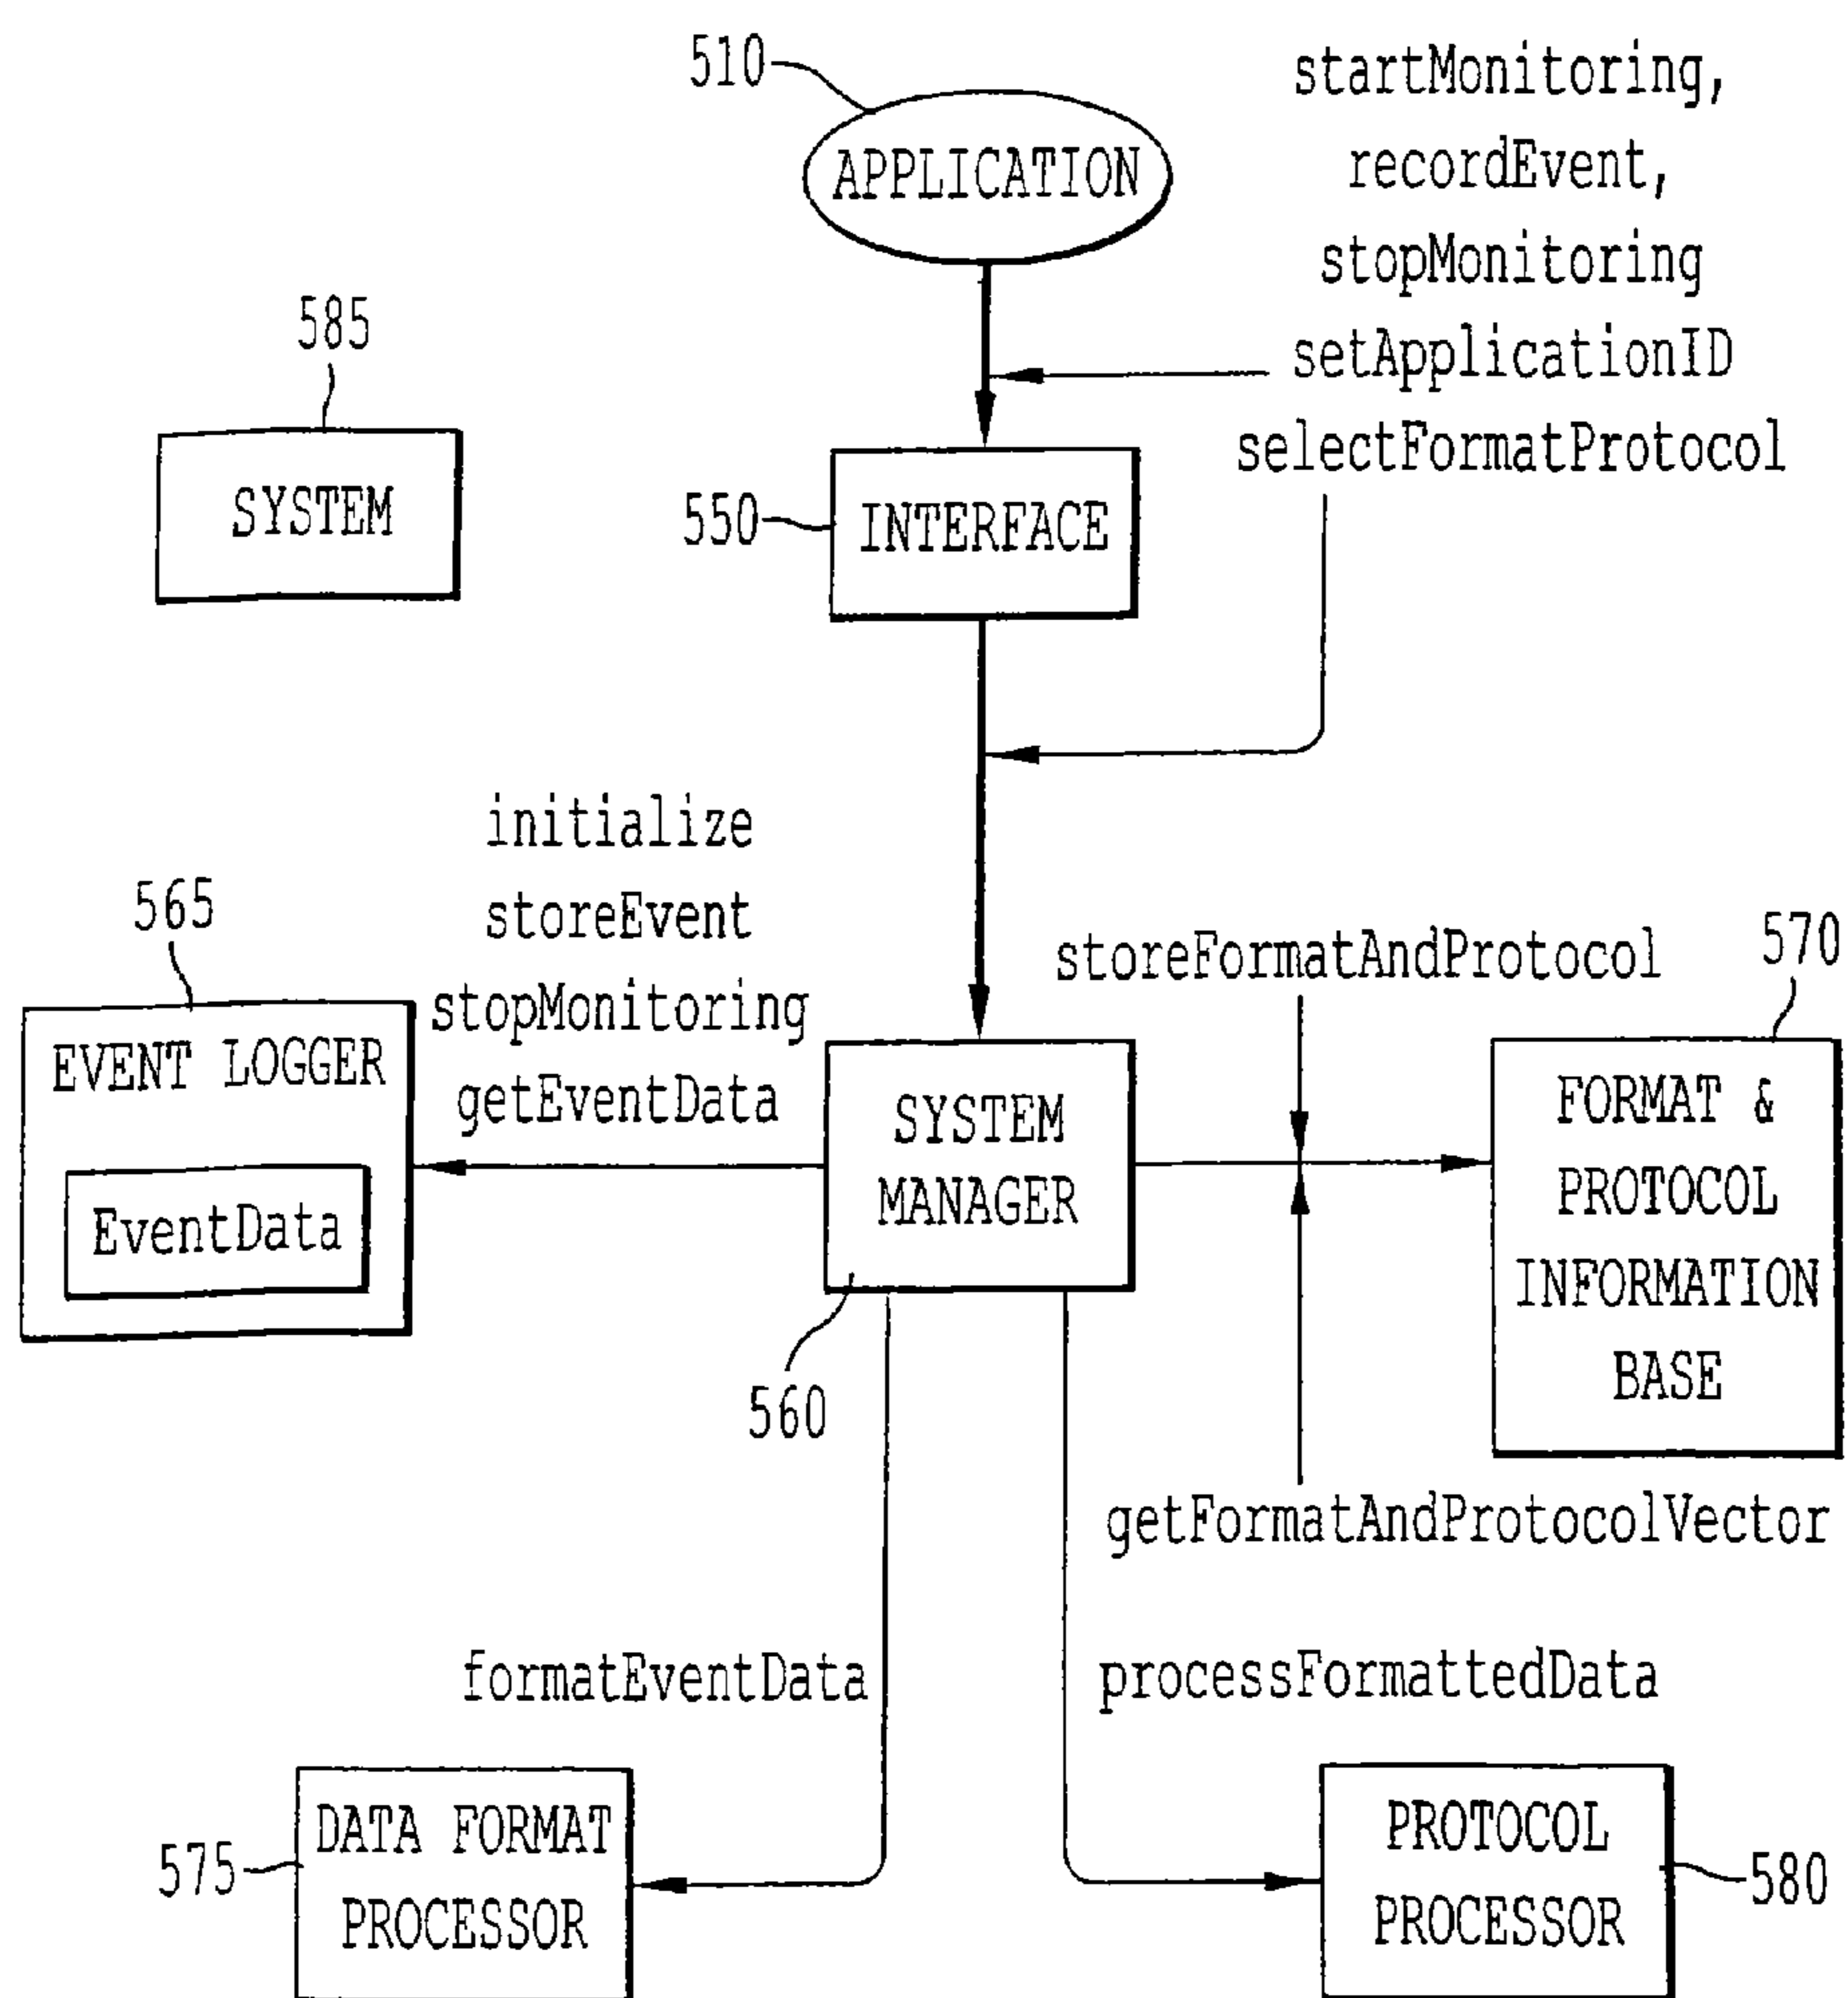 510
startMonitoring,
recordEvent,
stopMonitoring
setApplicationID
selectFormatProtocol
APPLICATION
585
SYSTEM
550
INTERFACE
initialize
storeEvent
stopMonitoring
getEventData
565
EVENT LOGGER
EventData
storeFormatAndProtocol
570
SYSTEM
MANAGER
FORMAT &
PROTOCOL
INFORMATION
BASE
560
getFormatAndProtocolVector
formatEventData
processFormattedData
575
DATA FORMAT
PROCESSOR
PROTOCOL
PROCESSOR
580